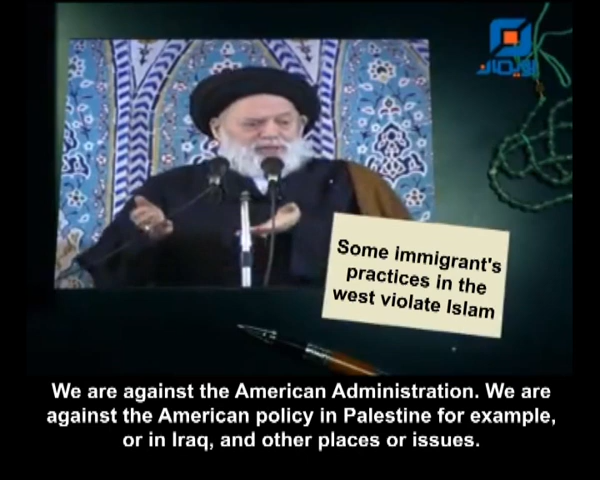 الإيمان
Some immigrant's
practices in the
west violate Islam
We are against the American Administration. We are
against the American policy in Palestine for example,
or in Iraq, and other places or issues.